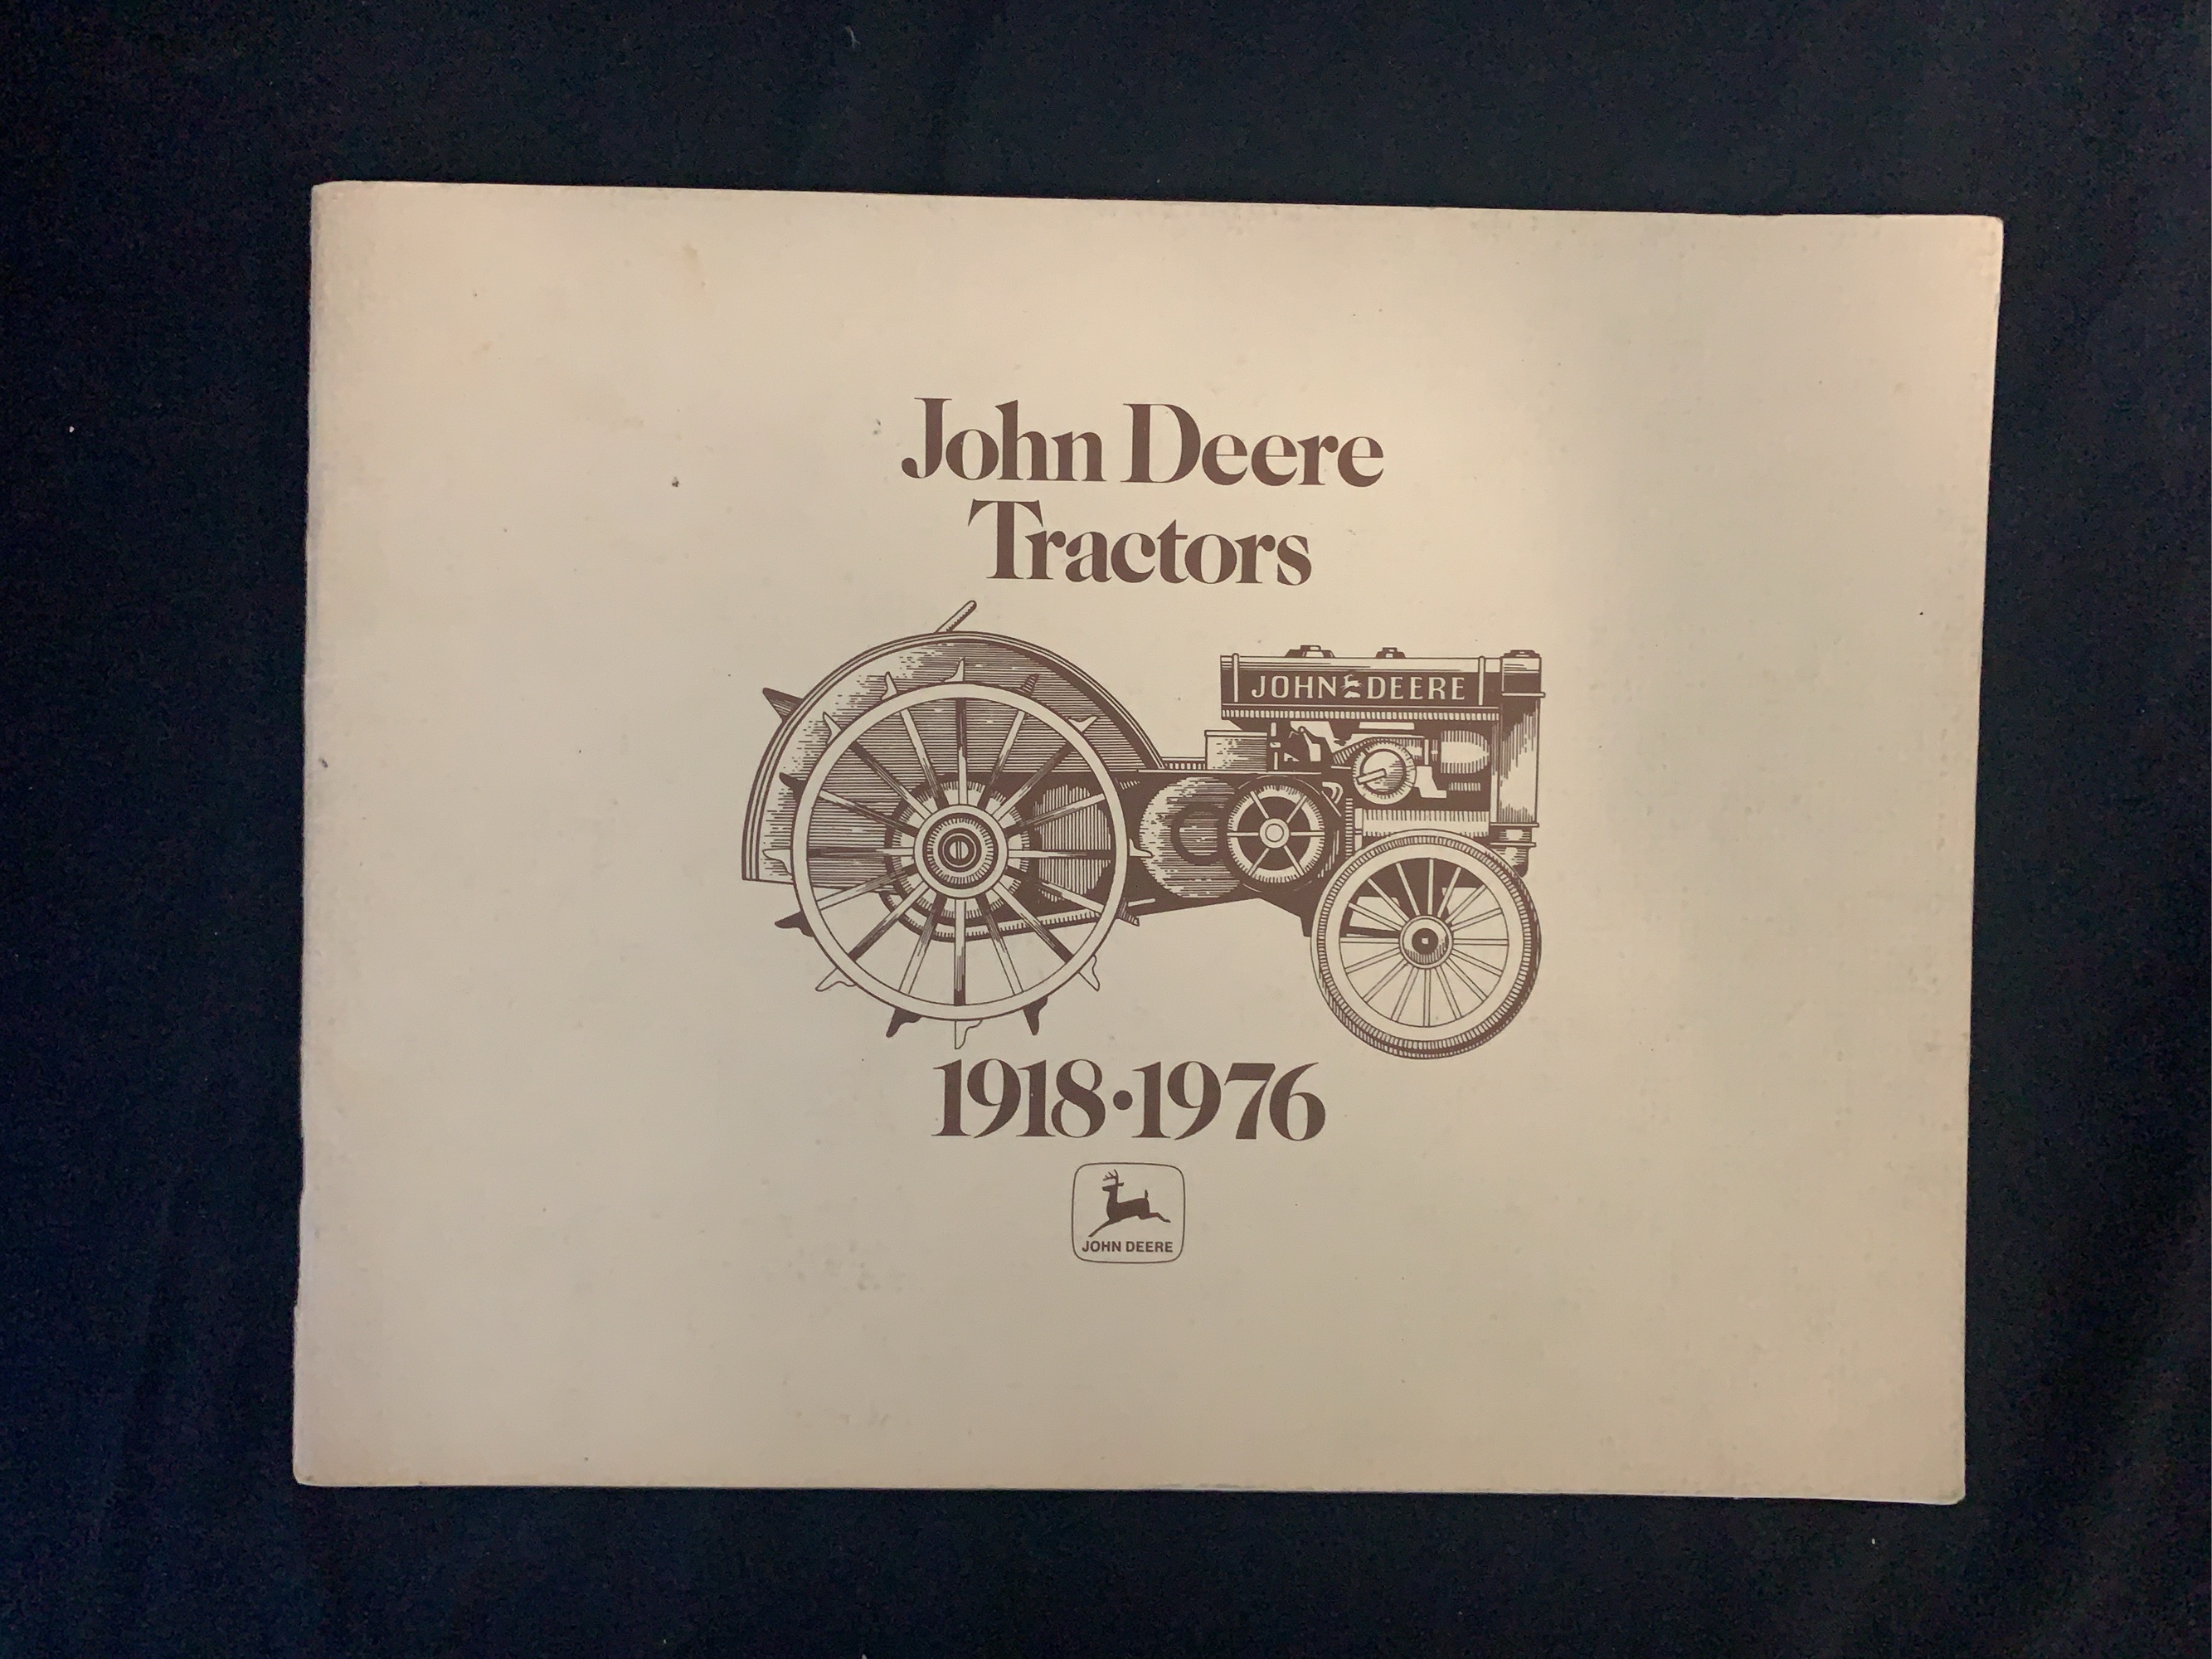 John Deere
Tractors
JOHN DEERE
1918·1976
JOHN DEERE